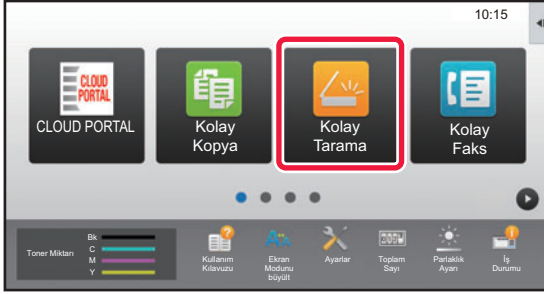 10:15
CLOUD
PORTAL
CLOUD PORTAL
Kolay
Kopya
Kolay
Tarama
Kolay
Faks
Toner Miktarı
Bk
C
M
Y
Kullanım
Kılavuzu
Ekran
Modunu
büyült
Ayarlar
Toplam
Sayı
Parlaklık
Ayarı
İş
Durumu